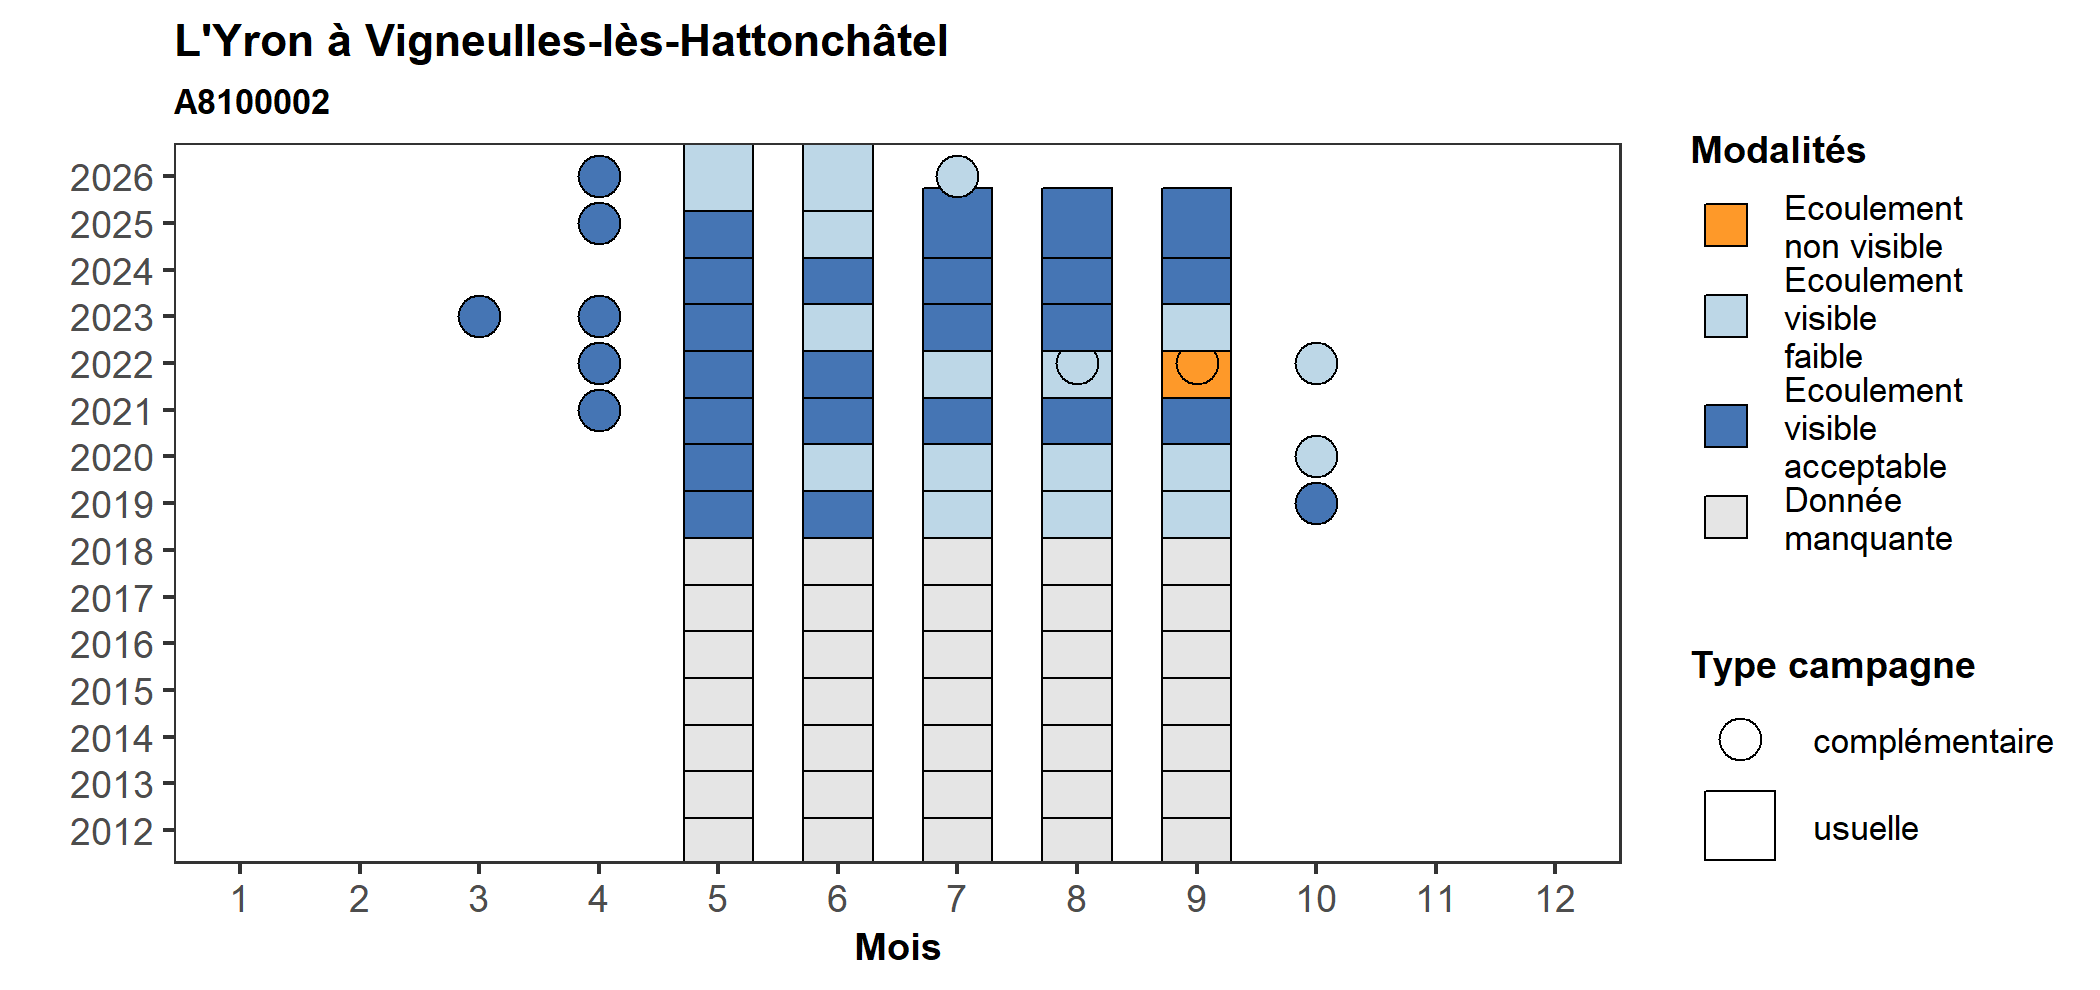 L'Yron à Vigneulles-lès-Hattonchâtel
A8100002
2026
2025
2024
2023
2022
2021
2020
2019
2018
2017
2016
2015
2014
2013
2012
1 2 3 4 5 6 7 8 9 10 11 12
Mois
Modalités
Ecoulement
non visible
Ecoulement
visible
faible
Ecoulement
visible
acceptable
Donnée
manquante
Type campagne
complémentaire
usuelle